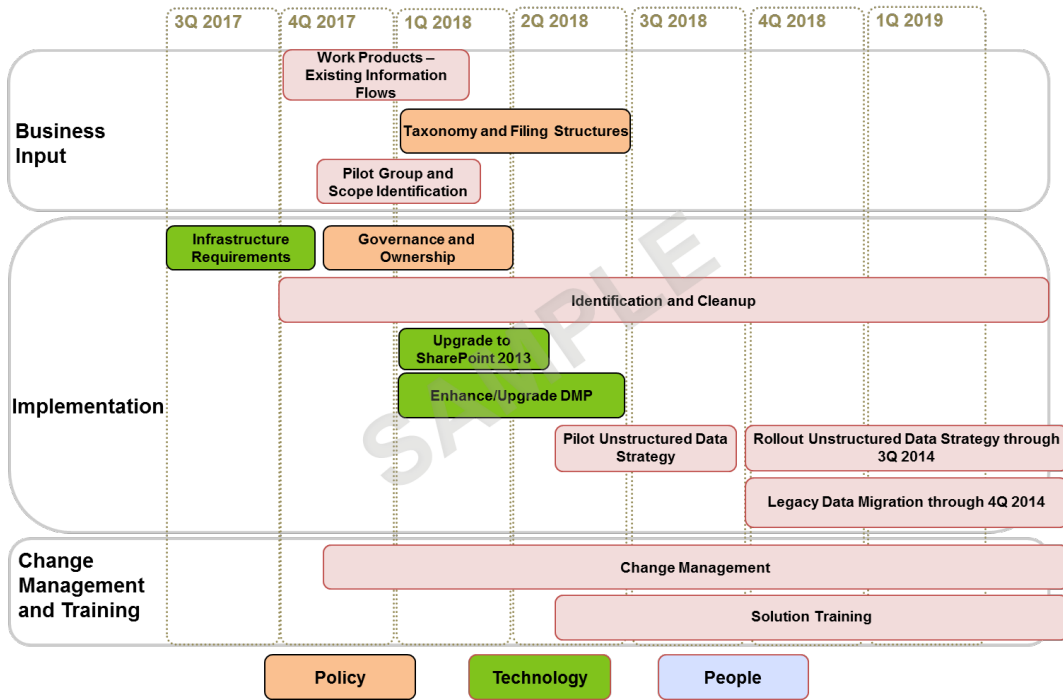 3Q 2017
4Q 2017
1Q 2018
2Q 2018
3Q 2018
4Q 2018
1Q 2019
Business
Input
Work Products –
Existing Information
Flows
Taxonomy and Filing Structures
Pilot Group and
Scope Identification
Implementation
Infrastructure
Requirements
Governance and
Ownership
Identification and Cleanup
Upgrade to
SharePoint 2013
Enhance/Upgrade DMP
Pilot Unstructured Data
Strategy
Rollout Unstructured Data Strategy through
3Q 2014
Legacy Data Migration through 4Q 2014
Change
Management
and Training
Change Management
Solution Training
Policy
Technology
People
SAMPLE